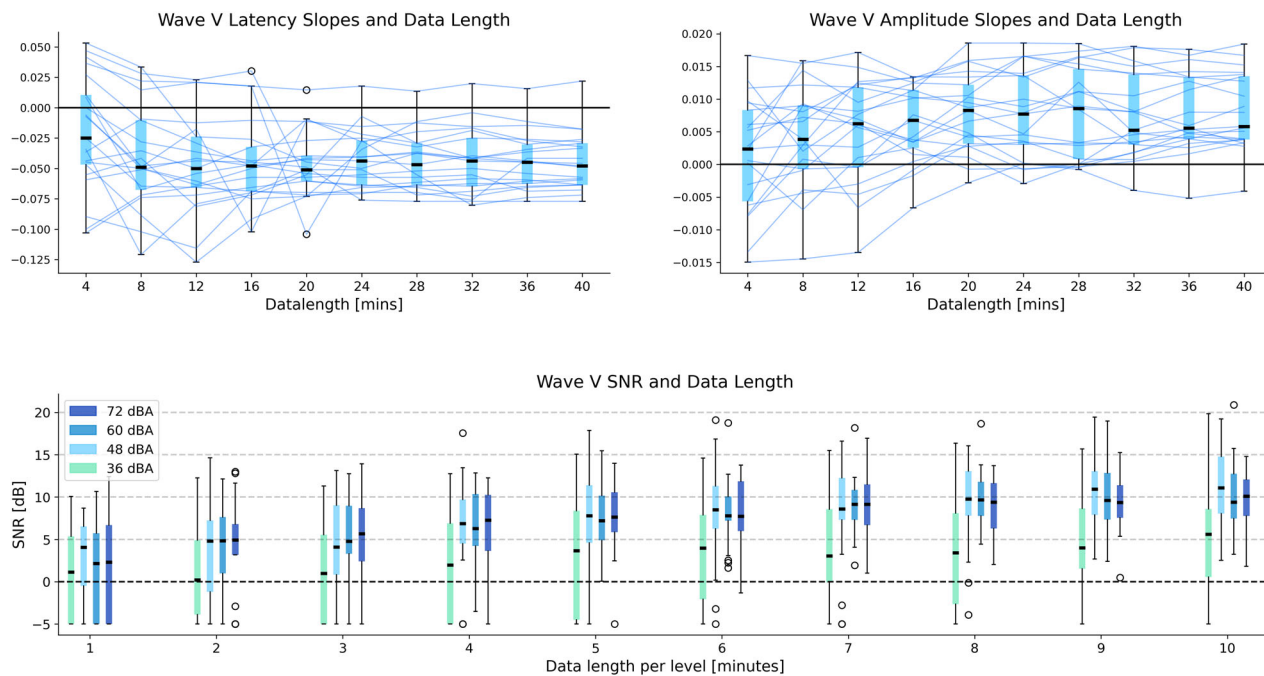 Wave V Latency Slopes and Data Length
0.050
0.025
0.000
−0.025
−0.050
−0.075
−0.100
−0.125
4 8 12 16 20 24 28 32 36 40
Datalength [mins]
Wave V Amplitude Slopes and Data Length
0.020
0.015
0.010
0.005
0.000
−0.005
−0.010
−0.015
4 8 12 16 20 24 28 32 36 40
Datalength [mins]
Wave V SNR and Data Length
SNR [dB]
20
15
10
5
0
−5
72 dBA
60 dBA
48 dBA
36 dBA
1 2 3 4 5 6 7 8 9 10
Data length per level [minutes]